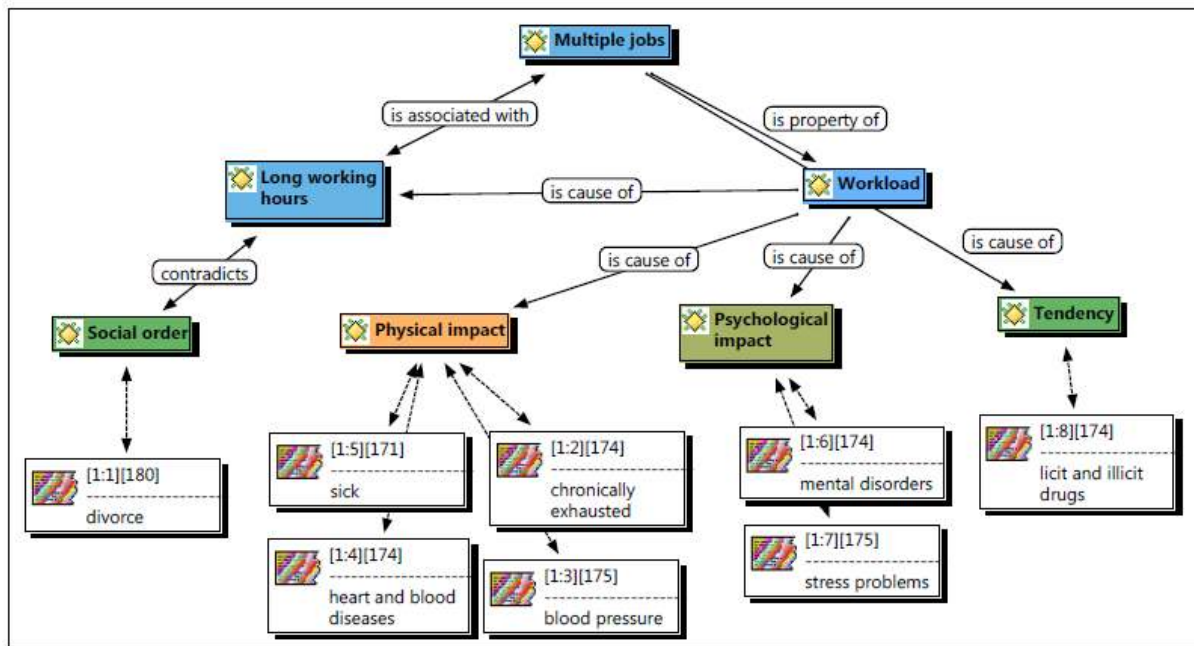 Multiple jobs
is associated with
is property of
Long working
hours
is cause of
Workload
contradicts
is cause of
is cause of
is cause of
Social order
Physical impact
Psychological
impact
Tendency
[1:5][171]
sick
[1:2][174]
chronically
exhausted
[1:6][174]
mental disorders
[1:8][174]
licit and illicit
drugs
[1:1][180]
divorce
[1:4][174]
heart and blood
diseases
[1:3][175]
blood pressure
[1:7][175]
stress problems